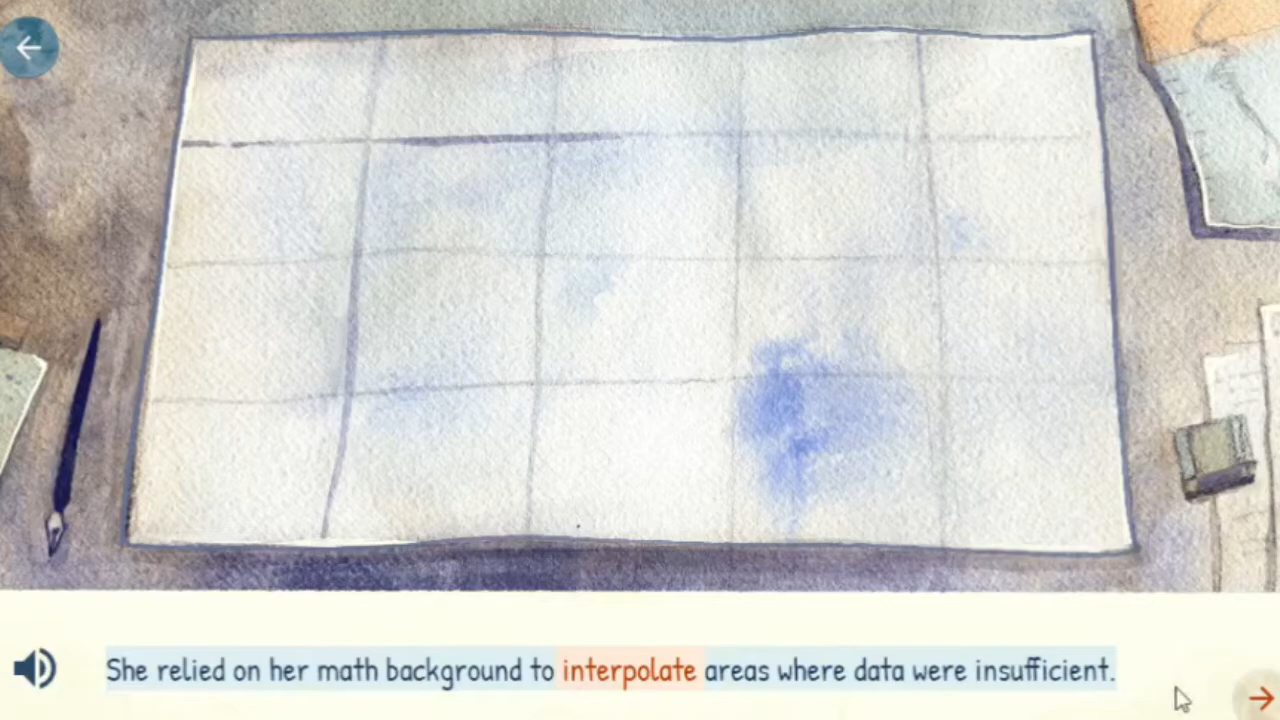 She relied on her math background to interpolate areas where data were insufficient.